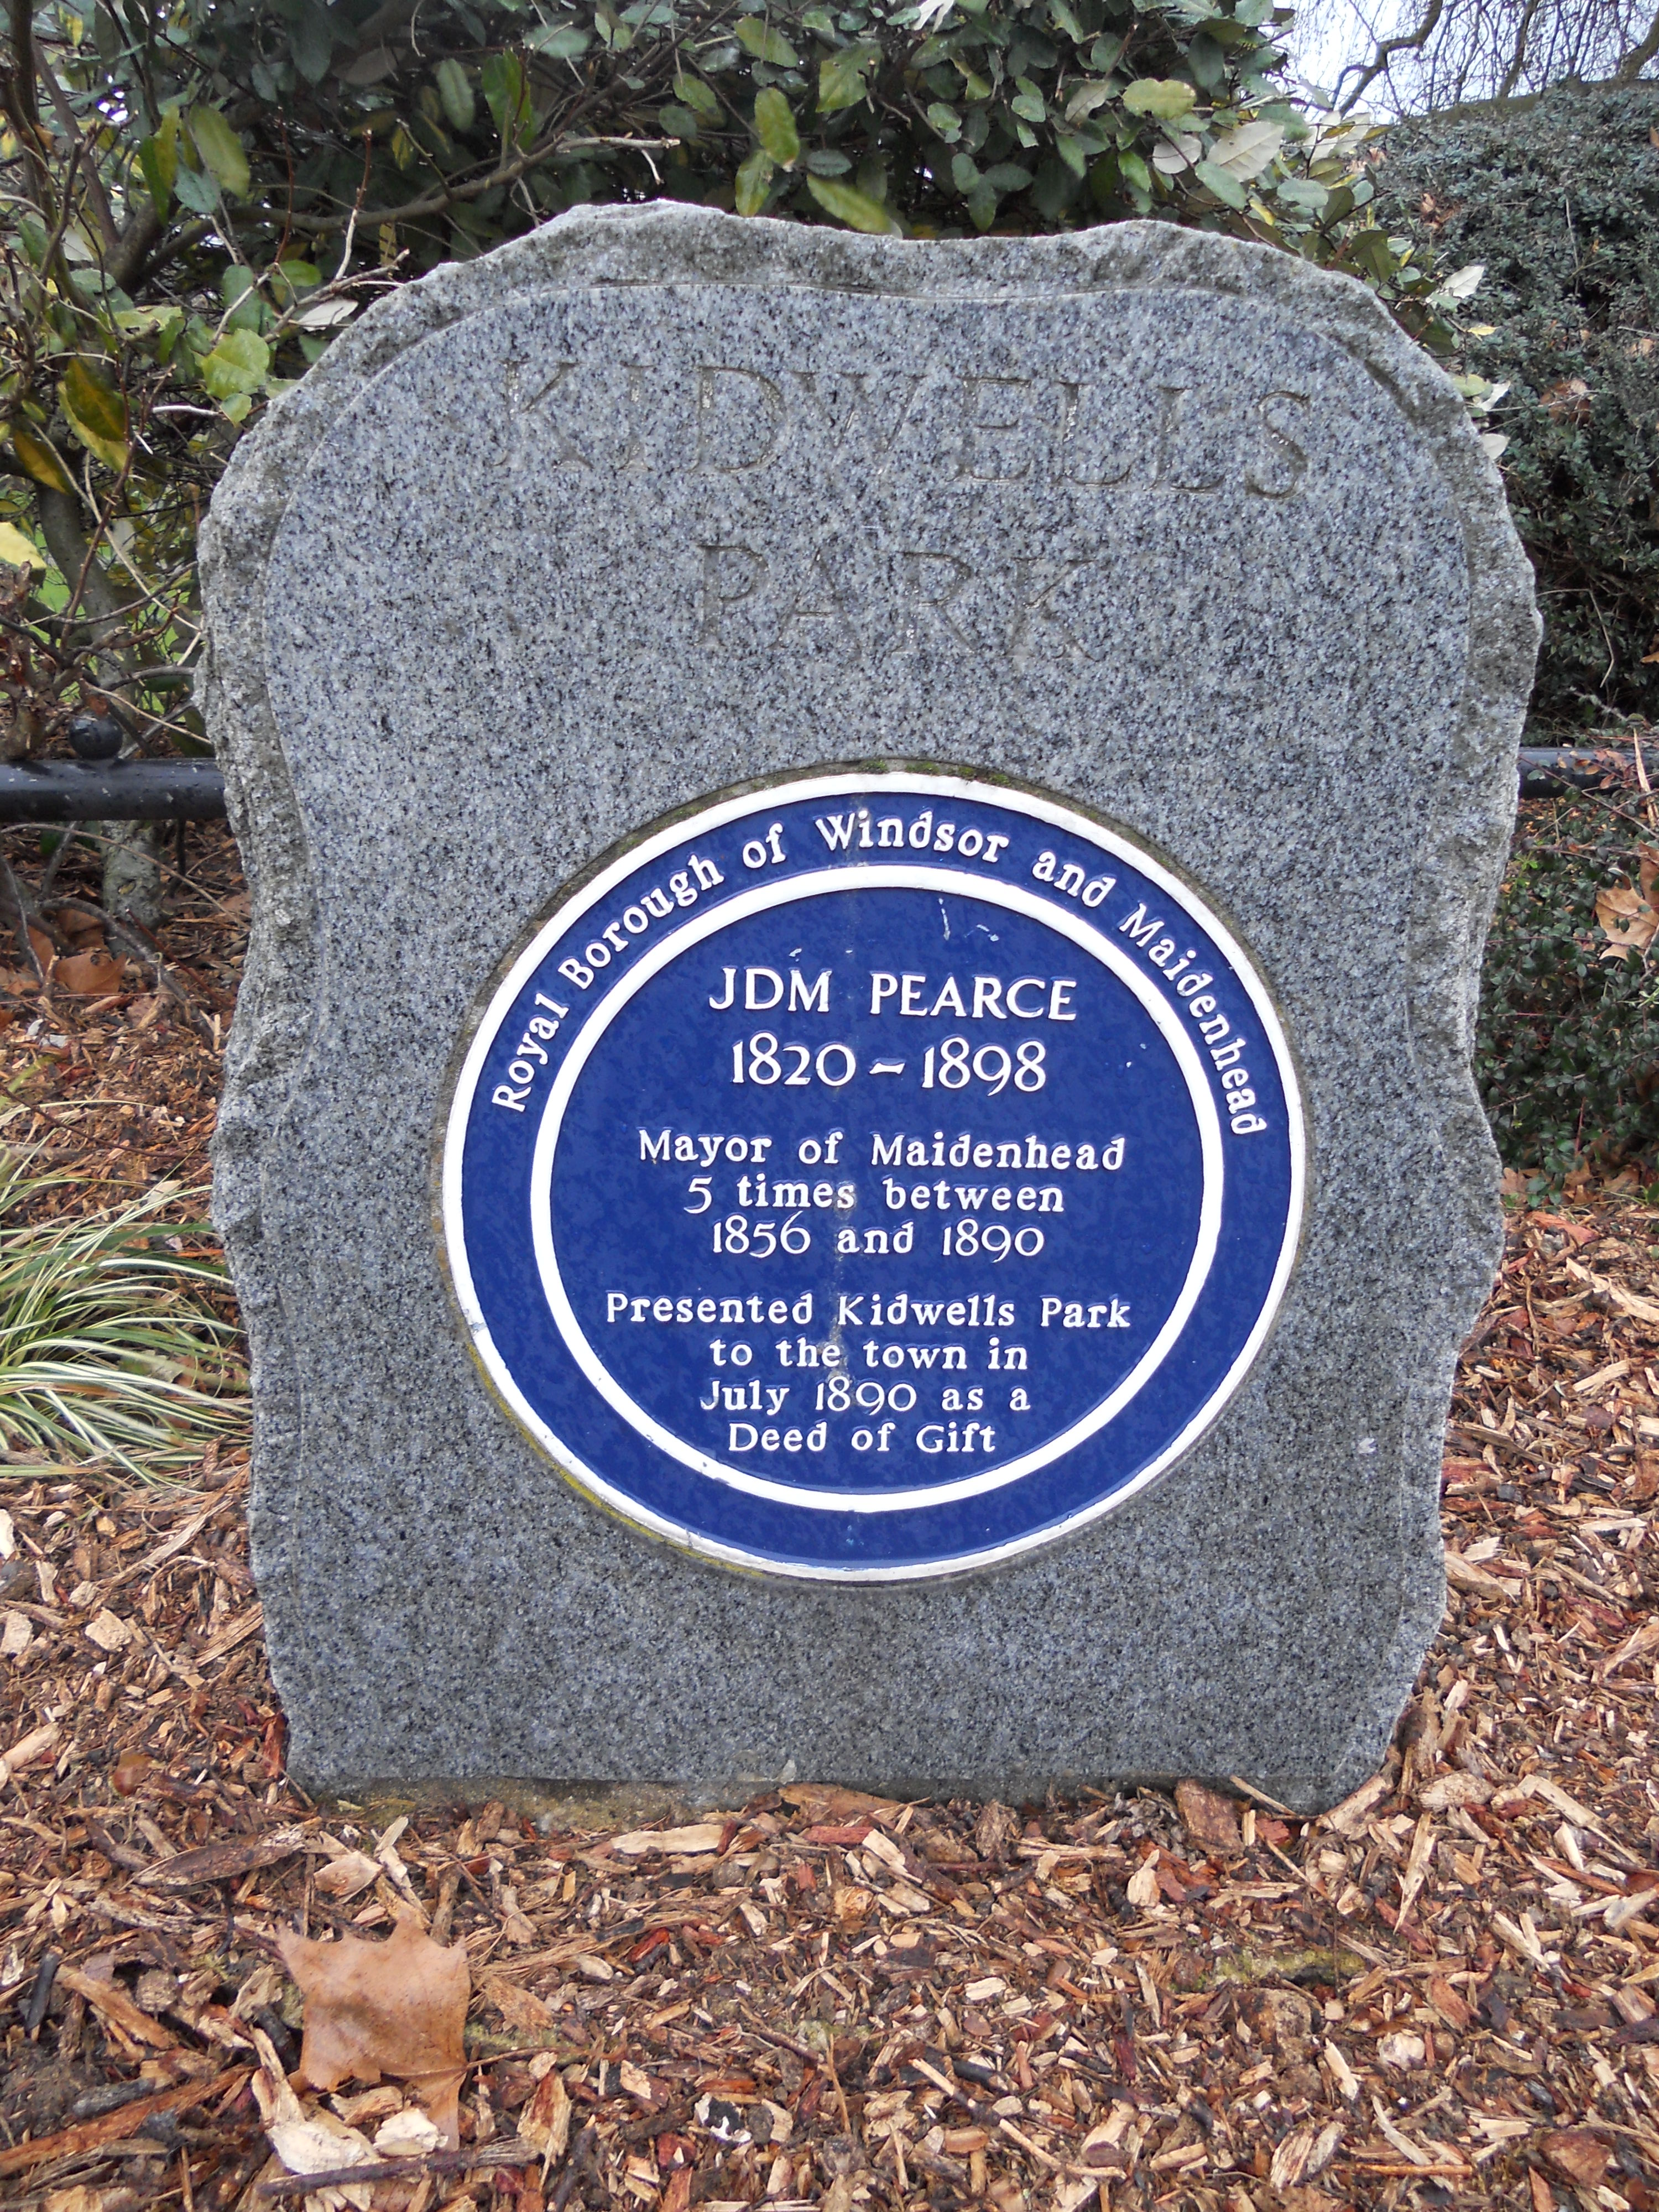 KIDWELLS
PARK
Royal Borough of Windsor and Maidenhead
JDM PEARCE
1820 - 1898
Mayor of Maidenhead
5 times between
1856 and 1890
Presented Kidwells Park
to the town in
July 1890 as a
Deed of Gift